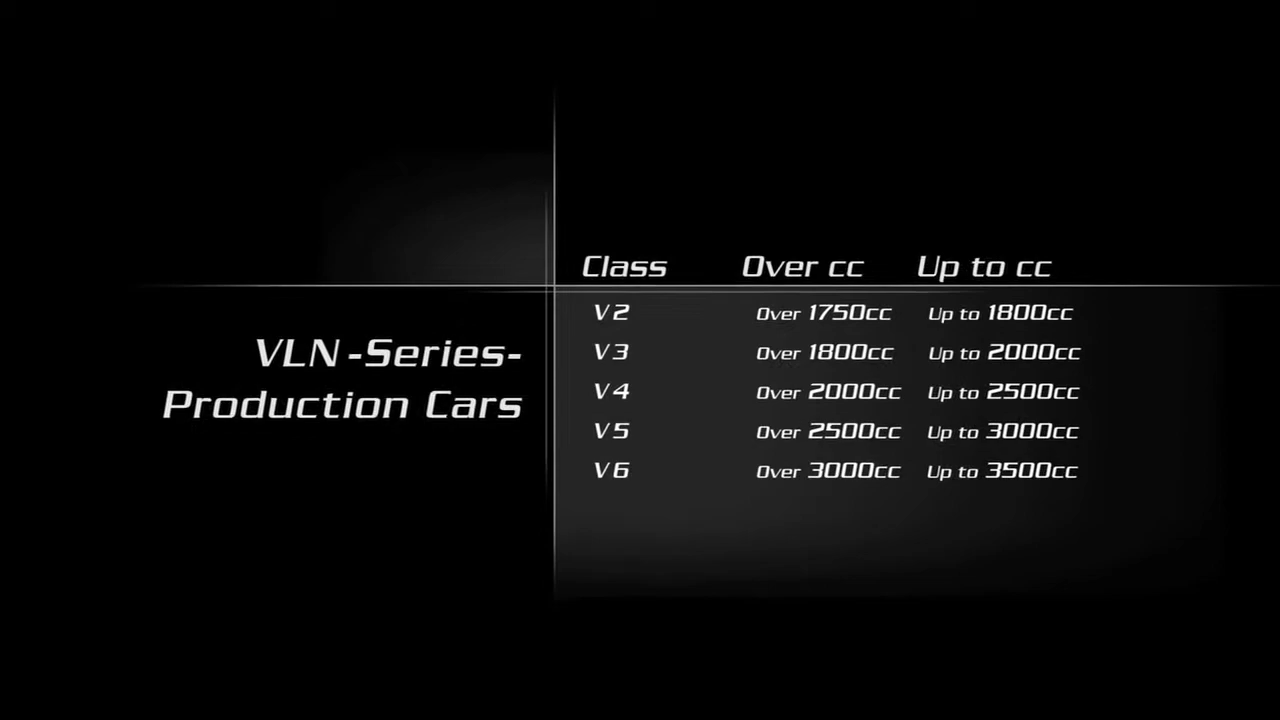 VLN -Series-
Production Cars
Class Over cc Up to cc
V2 Over 1750cc Up to 1800cc
V3 Over 1800cc Up to 2000cc
V4 Over 2000cc Up to 2500cc
V5 Over 2500cc Up to 3000cc
V6 Over 3000cc Up to 3500cc